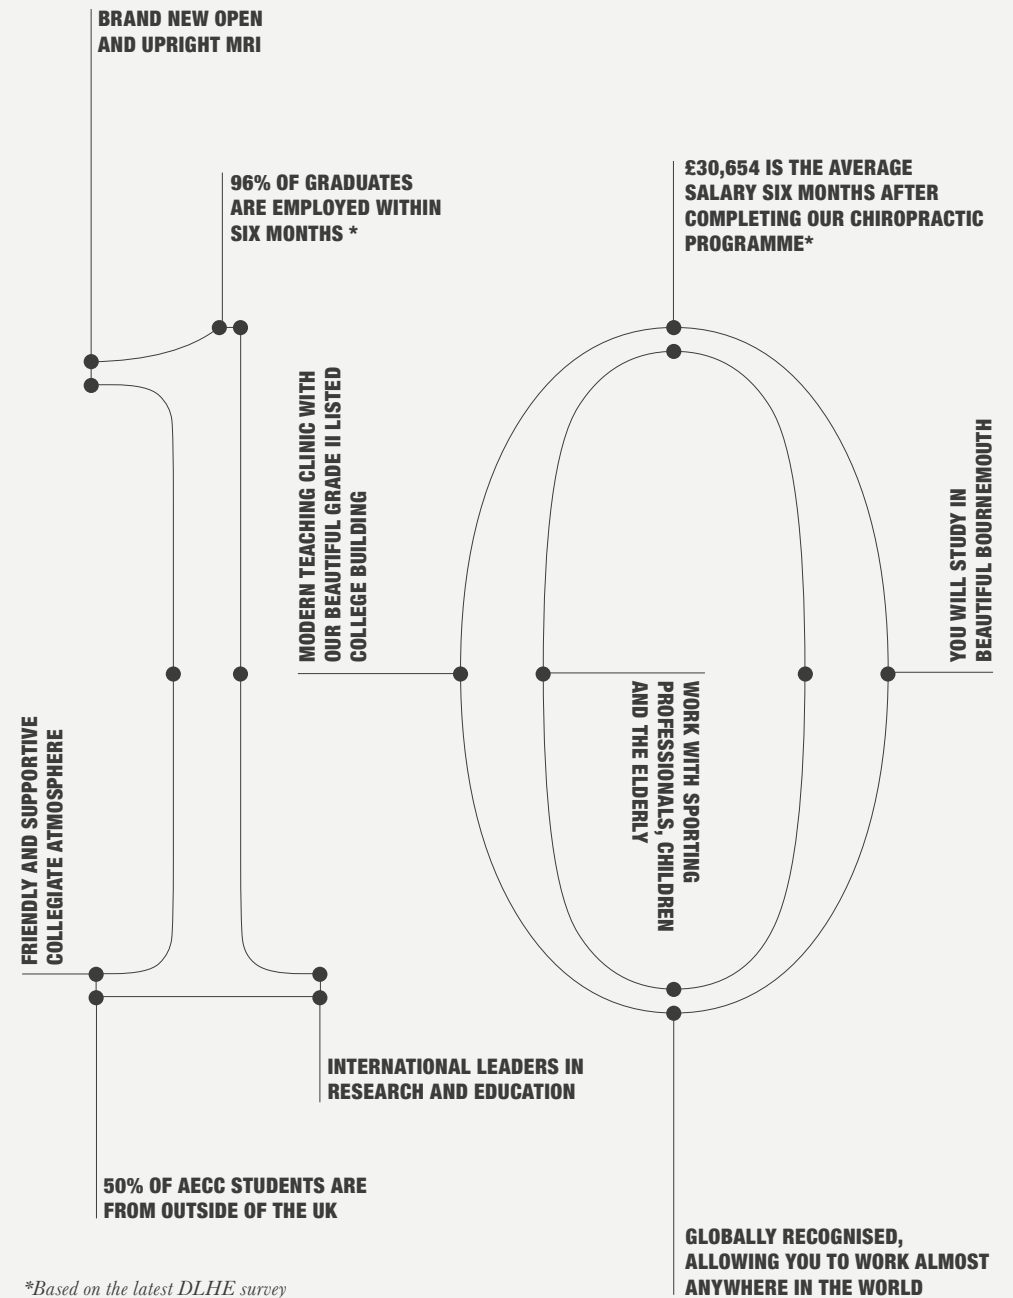 BRAND NEW OPEN
AND UPRIGHT MRI
96% OF GRADUATES
ARE EMPLOYED WITHIN
SIX MONTHS *
£30,654 IS THE AVERAGE
SALARY SIX MONTHS AFTER
COMPLETING OUR CHIROPRACTIC
PROGRAMME*
10
MODERN TEACHING CLINIC WITH
OUR BEAUTIFUL GRADE II LISTED
COLLEGE BUILDING
YOU WILL STUDY IN
BEAUTIFUL BOURNEMOUTH
WORK WITH SPORTING
PROFESSIONALS, CHILDREN
AND THE ELDERLY
FRIENDLY AND SUPPORTIVE
COLLEGIATE ATMOSPHERE
INTERNATIONAL LEADERS IN
RESEARCH AND EDUCATION
50% OF AECC STUDENTS ARE
FROM OUTSIDE OF THE UK
GLOBALLY RECOGNISED,
ALLOWING YOU TO WORK ALMOST
ANYWHERE IN THE WORLD
*Based on the latest DLHE survey